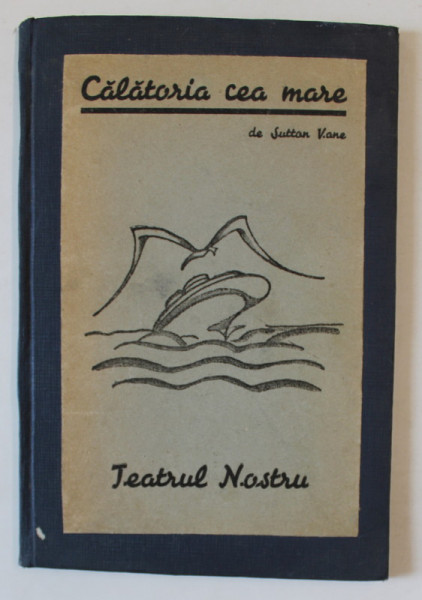 Călătoria cea mare
de Sutton Vane
Teatrul Nostru